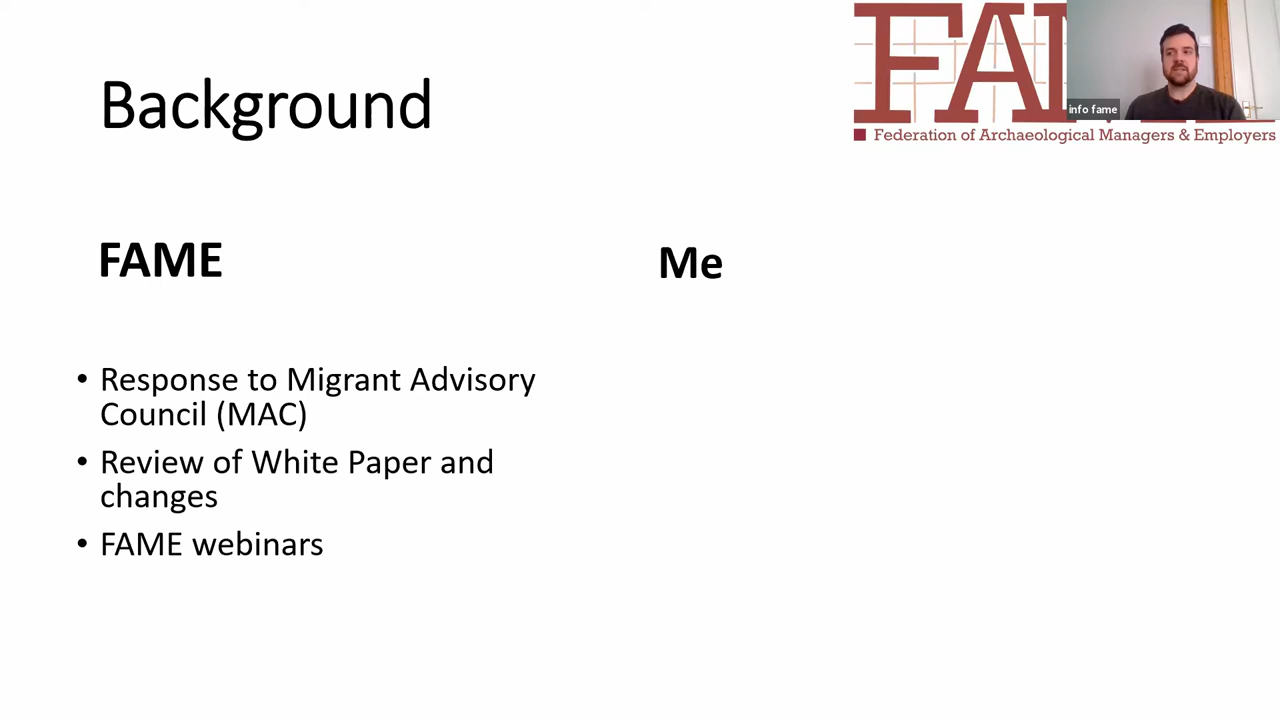 Background
FAM
info fame
Federation of Archaeological Managers & Employers
FAME
Me
• Response to Migrant Advisory
Council (MAC)
• Review of White Paper and
changes
• FAME webinars